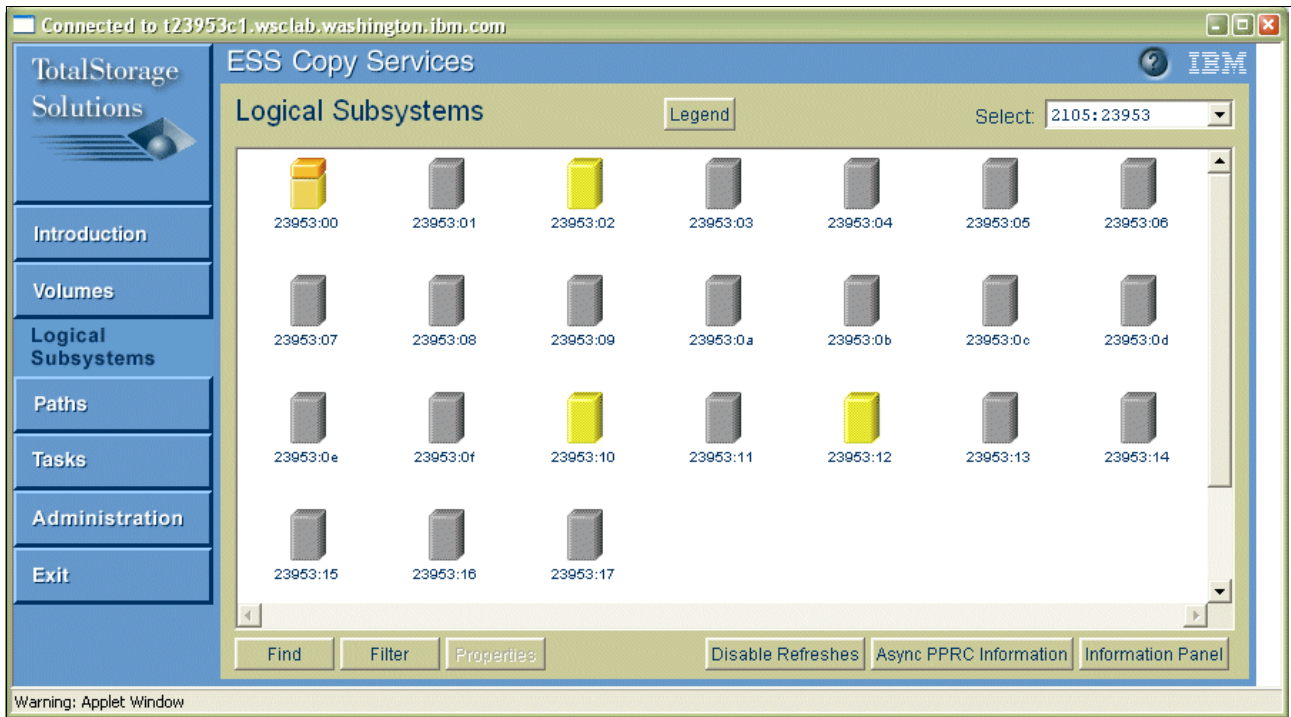 Connected to t23953c1.wsclab.washington.ibm.com
TotalStorage
Solutions
ESS Copy Services
? IBM
Logical Subsystems
Legend
Select: 2105:23953
Introduction
Volumes
Logical
Subsystems
Paths
Tasks
Administration
Exit
23953:00 23953:01 23953:02 23953:03 23953:04 23953:05 23953:06
23953:07 23953:08 23953:09 23953:0a 23953:0b 23953:0c 23953:0d
23953:0e 23953:0f 23953:10 23953:11 23953:12 23953:13 23953:14
23953:15 23953:16 23953:17
Find Filter Properties Disable Refreshes Async PPRC Information Information Panel
Warning: Applet Window